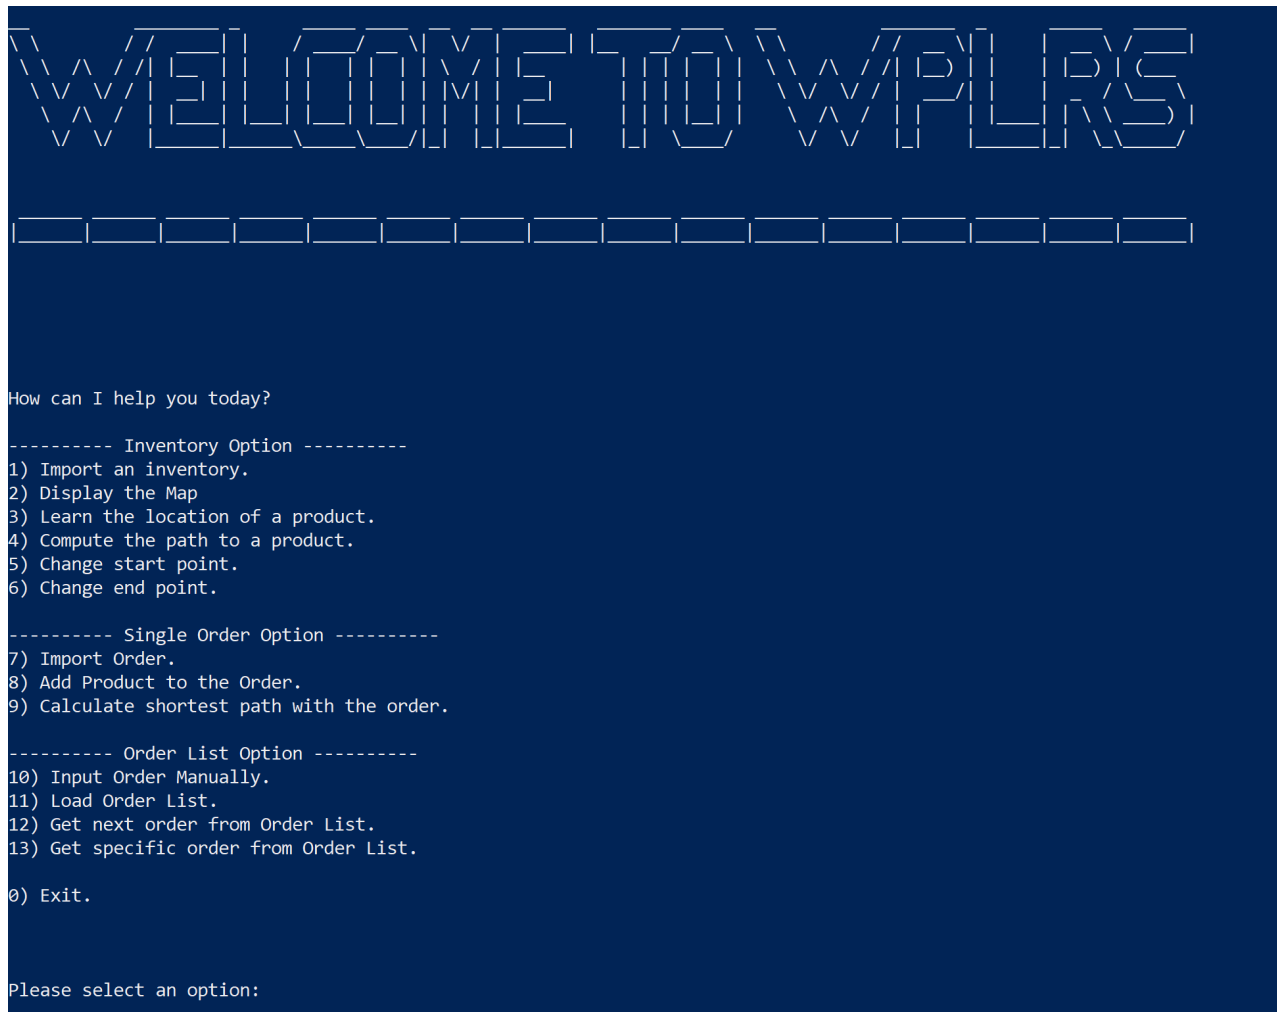 WELCOME TO WPLRS
How can I help you today?
---------- Inventory Option ----------
1) Import an inventory.
2) Display the Map
3) Learn the location of a product.
4) Compute the path to a product.
5) Change start point.
6) Change end point.
---------- Single Order Option ----------
7) Import Order.
8) Add Product to the Order.
9) Calculate shortest path with the order.
---------- Order List Option ----------
10) Input Order Manually.
11) Load Order List.
12) Get next order from Order List.
13) Get specific order from Order List.
0) Exit.
Please select an option: